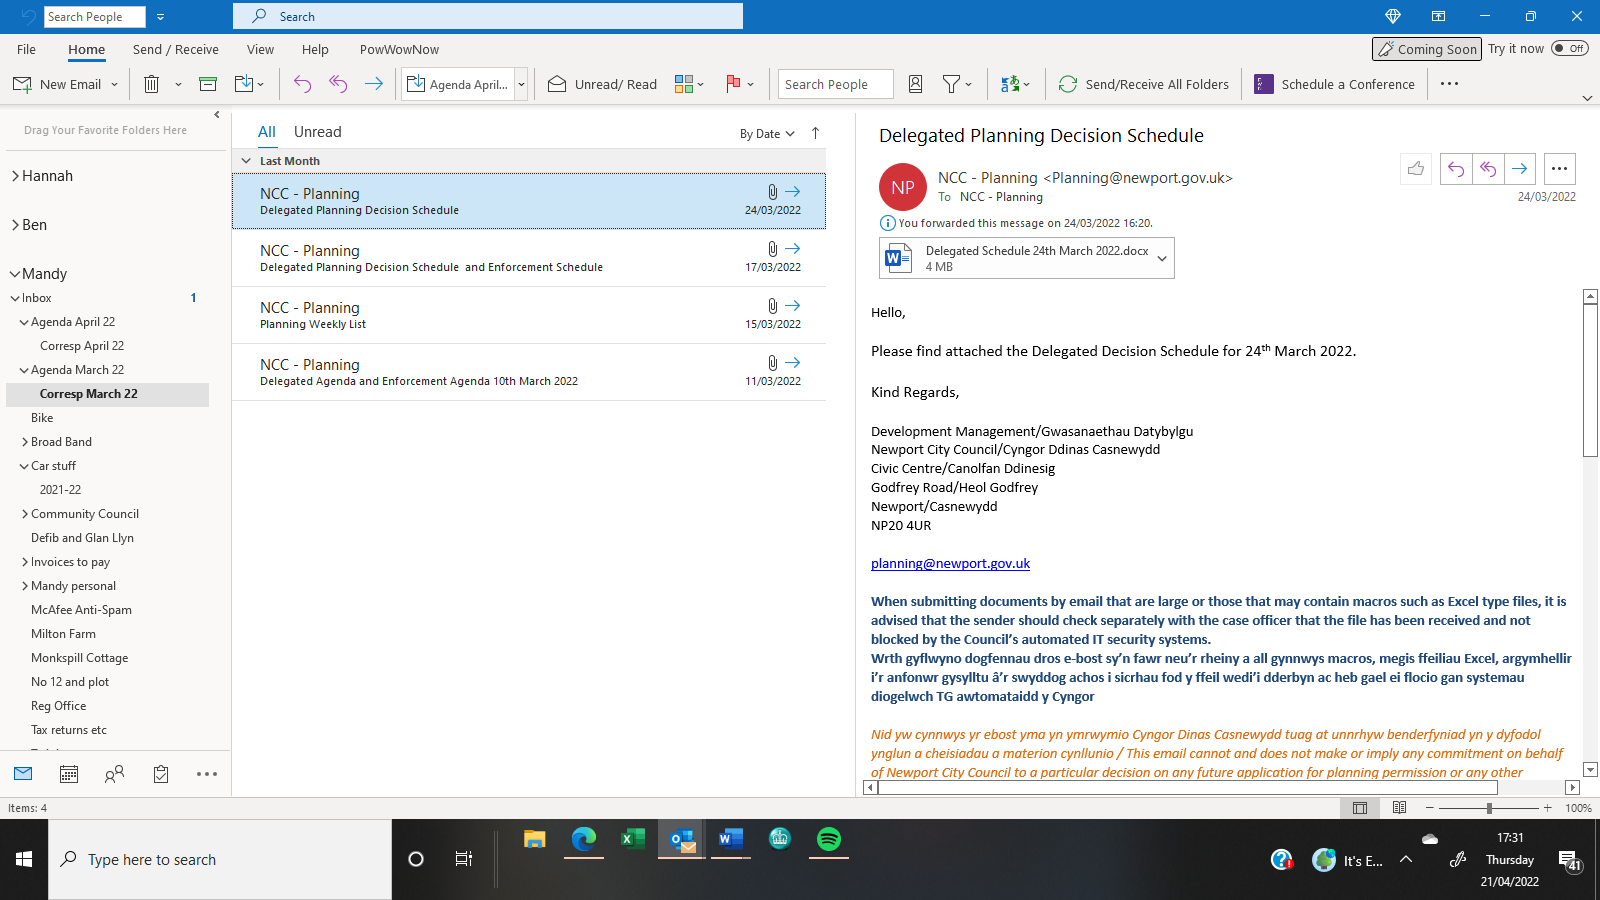 Search People
Search
File Home Send / Receive View Help PowWowNow
Coming Soon Try it now Off
New Email
Agenda April...
Unread/ Read
Search People
Send/Receive All Folders
Schedule a Conference
Drag Your Favorite Folders Here
Hannah
Ben
Mandy
Inbox 1
Agenda April 22
Corresp April 22
Agenda March 22
Corresp March 22
Bike
Broad Band
Car stuff
2021-22
Community Council
Defib and Glan Llyn
Invoices to pay
Mandy personal
McAfee Anti-Spam
Milton Farm
Monkspill Cottage
No 12 and plot
Reg Office
Tax returns etc
All Unread
By Date
Last Month
NCC - Planning
Delegated Planning Decision Schedule 24/03/2022
NCC - Planning
Delegated Planning Decision Schedule and Enforcement Schedule 17/03/2022
NCC - Planning
Planning Weekly List 15/03/2022
NCC - Planning
Delegated Agenda and Enforcement Agenda 10th March 2022 11/03/2022
Delegated Planning Decision Schedule
NP
NCC - Planning <Planning@newport.gov.uk>
To NCC - Planning
24/03/2022
You forwarded this message on 24/03/2022 16:20.
Delegated Schedule 24th March 2022.docx
4 MB
Hello,
Please find attached the Delegated Decision Schedule for 24th March 2022.
Kind Regards,
Development Management/Gwasanaethau Datybylgu
Newport City Council/Cyngor Ddinas Casnewydd
Civic Centre/Canolfan Ddinesig
Godfrey Road/Heol Godfrey
Newport/Casnewydd
NP20 4UR
planning@newport.gov.uk
When submitting documents by email that are large or those that may contain macros such as Excel type files, it is
advised that the sender should check separately with the case officer that the file has been received and not
blocked by the Council's automated IT security systems.
Wrth gyflwyno dogfennau dros e-bost sy'n fawr neu'r rheiny a all gynnwys macros, megis ffeiliau Excel, argymhellir
i'r anfonwr gysylltu â'r swyddog achos i sicrhau fod y ffeil wedi'i dderbyn ac heb gael ei flocio gan systemau
diogelwch TG awtomataidd y Cyngor
Nid yw cynnwys yr ebost yma yn ymrwymio Cyngor Dinas Casnewydd tuag at unnrhyw benderfyniad yn y dyfodol
ynglun a cheisiadau a materion cynllunio / This email cannot and does not make or imply any commitment on behalf
of Newport City Council to a particular decision on any future application for planning permission or any other
Items: 4
100%
Type here to search
It's E...
17:31
Thursday
21/04/2022
41